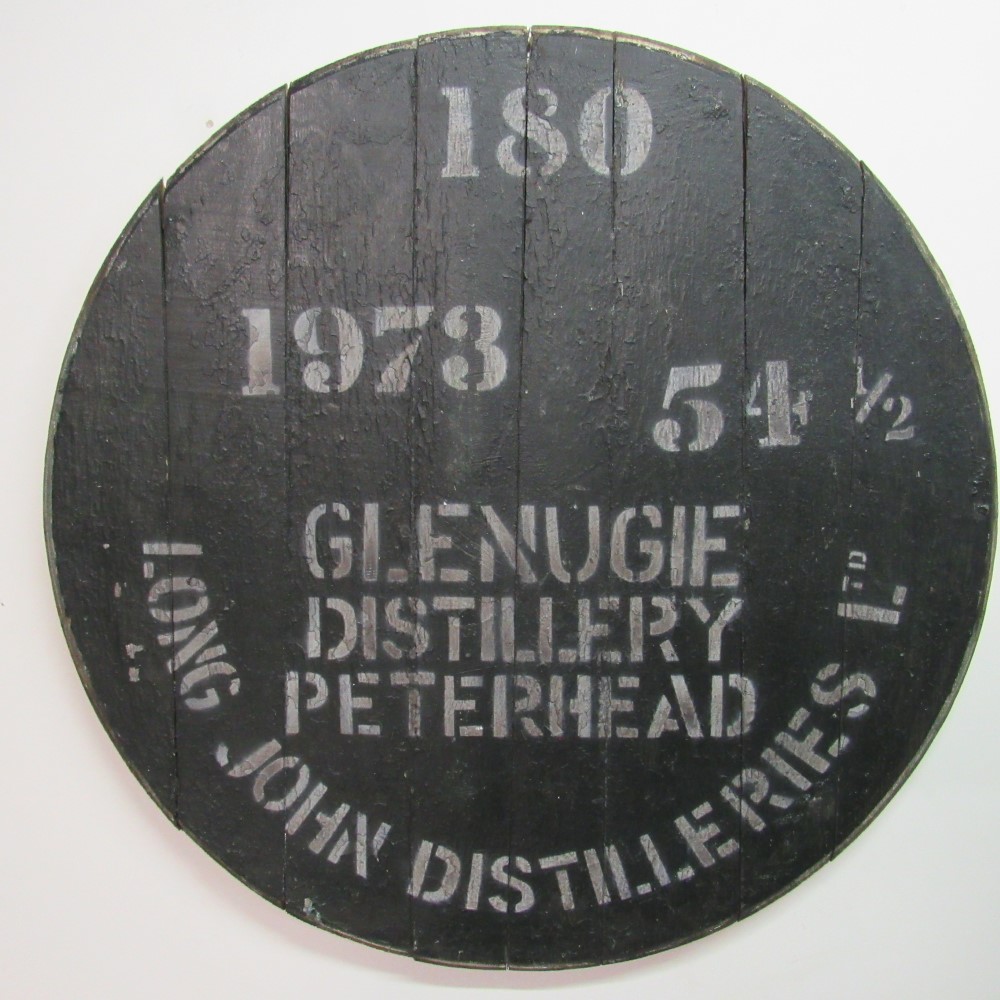 180
1973
54 ½
GLENUGIE
DISTILLERY
PETERHEAD
LONG JOHN DISTILLERIES LTD